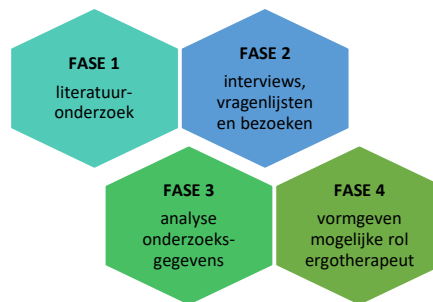 FASE 1
literatuur-
onderzoek
FASE 2
interviews,
vragenlijsten
en bezoeken
FASE 3
analyse
onderzoeks-
gegevens
FASE 4
vormgeven
mogelijke rol
ergotherapeut